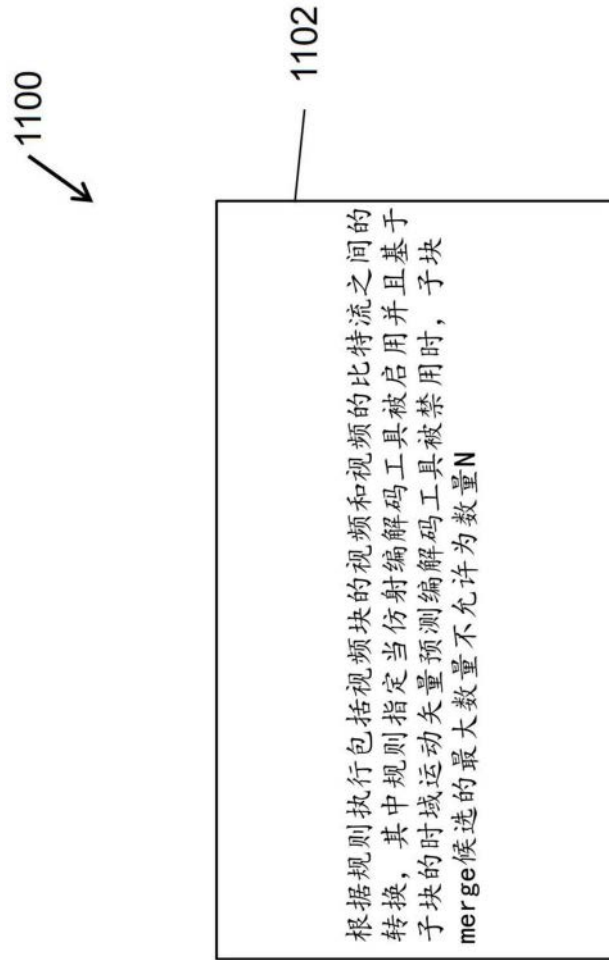 1100
1102
根据规则执行包括视频块的视频和视频的比特流之间的
转换，其中规则指定当仿射编解码工具被启用并且基于
子块的时域运动矢量预测编解码工具被禁用时，子块
merge候选的最大数量不允许为数量N